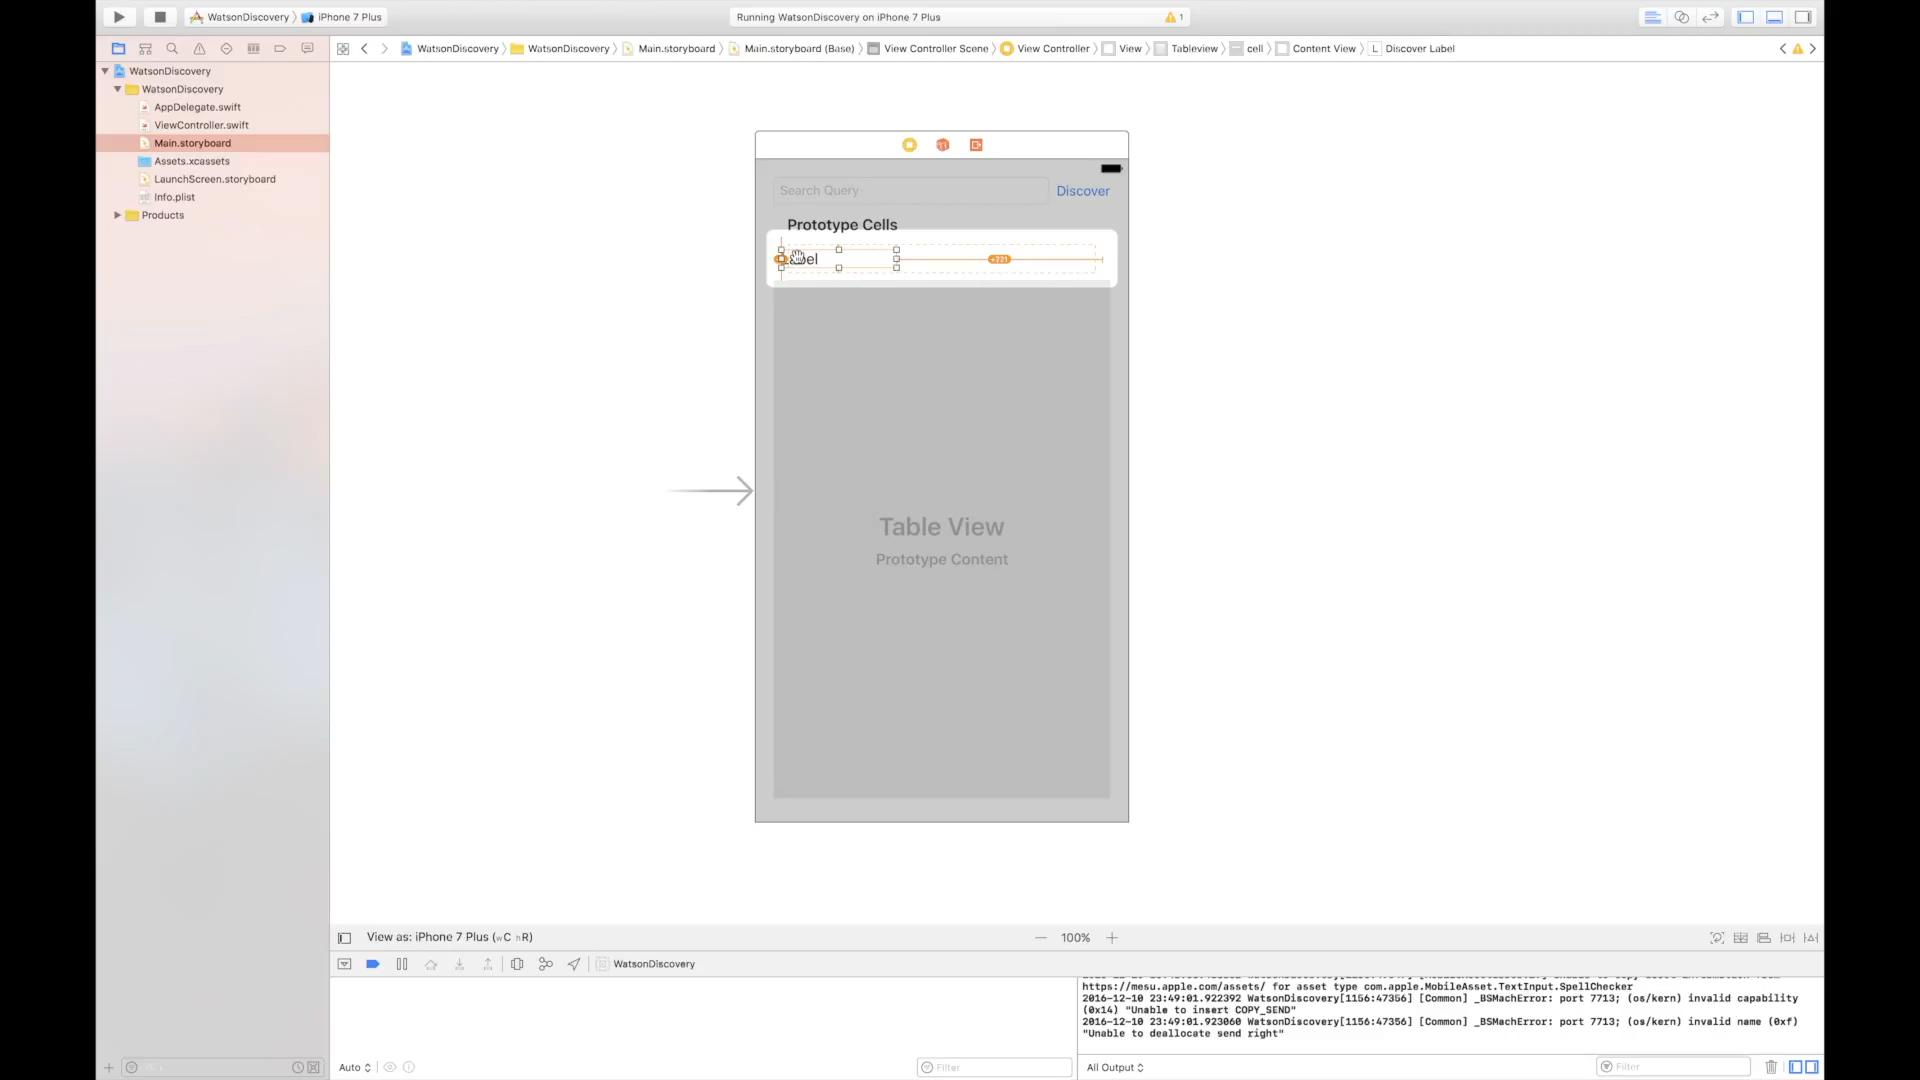 WatsonDiscovery 〉 iPhone 7 Plus
Running WatsonDiscovery on iPhone 7 Plus
1
WatsonDiscovery 〉 WatsonDiscovery 〉 Main.storyboard 〉 Main.storyboard (Base) 〉 View Controller Scene 〉 View Controller 〉 View 〉 Tableview 〉 cell 〉 Content View 〉 L Discover Label
WatsonDiscovery
WatsonDiscovery
AppDelegate.swift
ViewController.swift
Main.storyboard
Assets.xcassets
LaunchScreen.storyboard
Info.plist
Products
Search Query
Discover
Prototype Cells
+221
Table View
Prototype Content
View as: iPhone 7 Plus (wC hR)
100%
WatsonDiscovery
https://mesu.apple.com/assets/ for asset type com.apple.MobileAsset.TextInput.SpellChecker
2016-12-10 23:49:01.922392 WatsonDiscovery[1156:47356] [Common] _BSMachError: port 7713; (os/kern) invalid capability
(0x14) "Unable to insert COPY_SEND"
2016-12-10 23:49:01.923060 WatsonDiscovery[1156:47356] [Common] _BSMachError: port 7713; (os/kern) invalid name (0xf)
"Unable to deallocate send right"
Auto
Filter
All Output
Filter